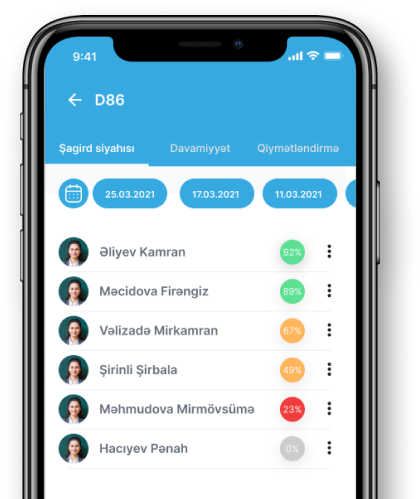 9:41
← D86
Şagird siyahısı Davamiyyət Qiymətləndirmə
25.03.2021 17.03.2021 11.03.2021
Əliyev Kamran 92%
Məcidova Firəngiz 89%
Vəlizadə Mirkamran 67%
Şirinli Şirbala 49%
Məhmudova Mirmövsümə 23%
Hacıyev Pənah 0%